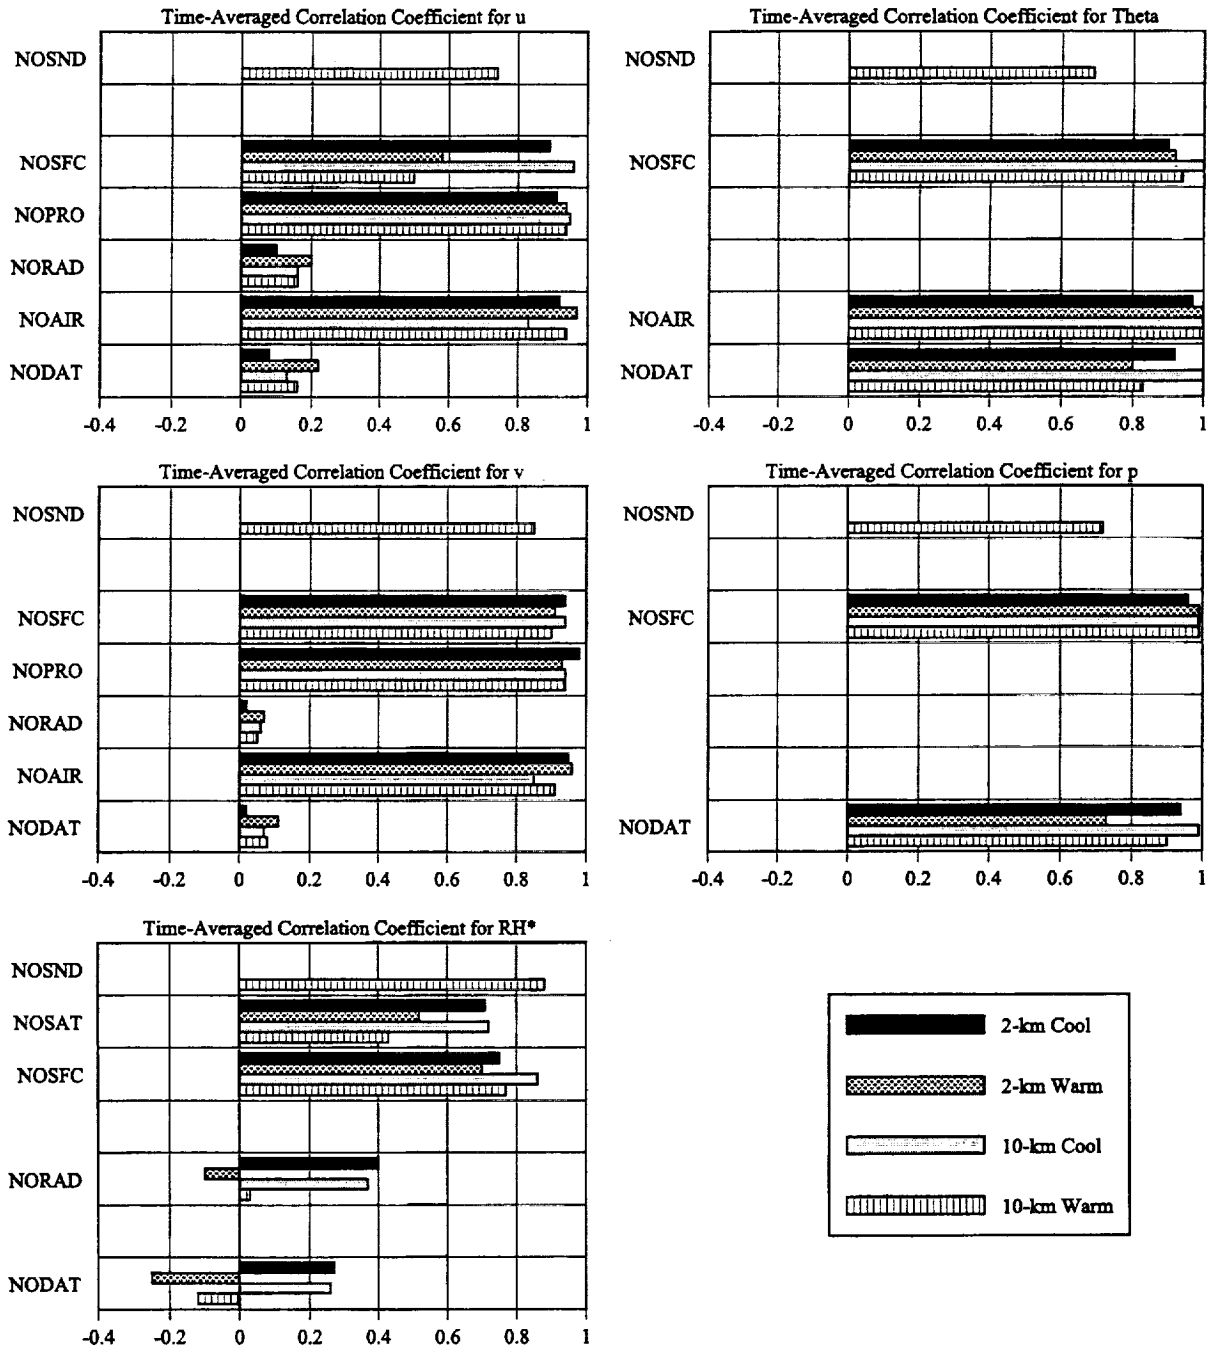 Time-Averaged Correlation Coefficient for u
NOSND
NOSFC
NOPRO
NORAD
NOAIR
NODAT
-0.4 -0.2 0 0.2 0.4 0.6 0.8 1
Time-Averaged Correlation Coefficient for Theta
NOSND
NOSFC
NOAIR
NODAT
-0.4 -0.2 0 0.2 0.4 0.6 0.8 1
Time-Averaged Correlation Coefficient for v
NOSND
NOSFC
NOPRO
NORAD
NOAIR
NODAT
-0.4 -0.2 0 0.2 0.4 0.6 0.8 1
Time-Averaged Correlation Coefficient for p
NOSND
NOSFC
NODAT
-0.4 -0.2 0 0.2 0.4 0.6 0.8 1
Time-Averaged Correlation Coefficient for RH*
NOSND
NOSAT
NOSFC
NORAD
NODAT
-0.4 -0.2 0 0.2 0.4 0.6 0.8 1
2-km Cool
2-km Warm
10-km Cool
10-km Warm